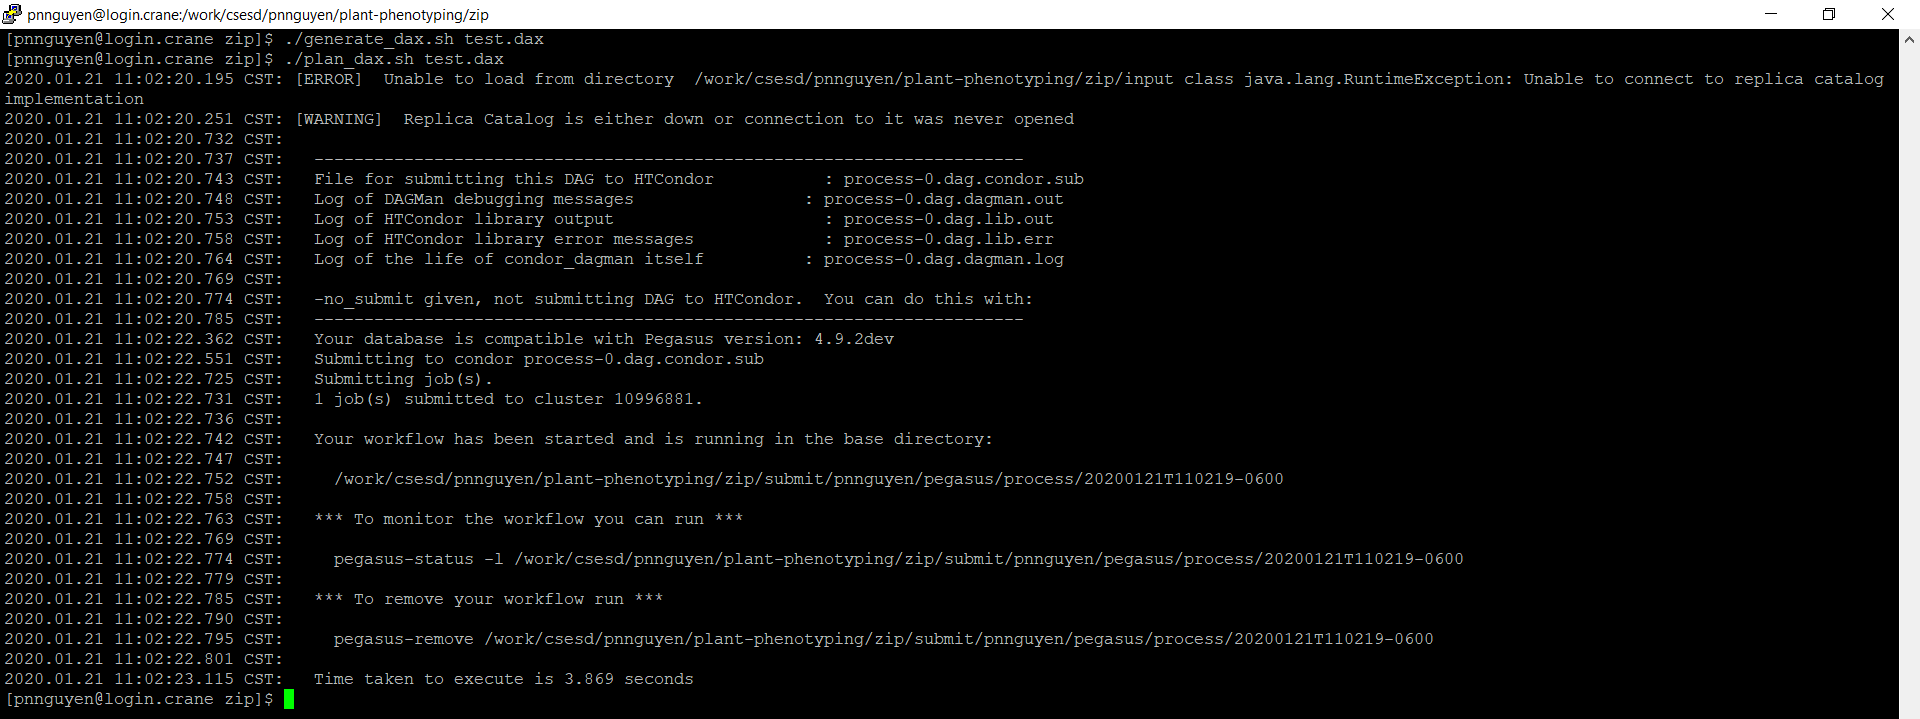 pnnguyen@login.crane:/work/csesd/pnnguyen/plant-phenotyping/zip
[pnnguyen@login.crane zip]$ ./generate_dax.sh test.dax
[pnnguyen@login.crane zip]$ ./plan_dax.sh test.dax
2020.01.21 11:02:20.195 CST: [ERROR]  Unable to load from directory  /work/csesd/pnnguyen/plant-phenotyping/zip/input class java.lang.RuntimeException: Unable to connect to replica catalog
implementation
2020.01.21 11:02:20.251 CST: [WARNING]  Replica Catalog is either down or connection to it was never opened
2020.01.21 11:02:20.732 CST:
2020.01.21 11:02:20.737 CST:   -----------------------------------------------------------------------
2020.01.21 11:02:20.743 CST:   File for submitting this DAG to HTCondor           : process-0.dag.condor.sub
2020.01.21 11:02:20.748 CST:   Log of DAGMan debugging messages                 : process-0.dag.dagman.out
2020.01.21 11:02:20.753 CST:   Log of HTCondor library output                     : process-0.dag.lib.out
2020.01.21 11:02:20.758 CST:   Log of HTCondor library error messages             : process-0.dag.lib.err
2020.01.21 11:02:20.764 CST:   Log of the life of condor_dagman itself          : process-0.dag.dagman.log
2020.01.21 11:02:20.769 CST:
2020.01.21 11:02:20.774 CST:   -no_submit given, not submitting DAG to HTCondor.  You can do this with:
2020.01.21 11:02:20.785 CST:   -----------------------------------------------------------------------
2020.01.21 11:02:22.362 CST:   Your database is compatible with Pegasus version: 4.9.2dev
2020.01.21 11:02:22.551 CST:   Submitting to condor process-0.dag.condor.sub
2020.01.21 11:02:22.725 CST:   Submitting job(s).
2020.01.21 11:02:22.731 CST:   1 job(s) submitted to cluster 10996881.
2020.01.21 11:02:22.736 CST:
2020.01.21 11:02:22.742 CST:   Your workflow has been started and is running in the base directory:
2020.01.21 11:02:22.747 CST:
2020.01.21 11:02:22.752 CST:     /work/csesd/pnnguyen/plant-phenotyping/zip/submit/pnnguyen/pegasus/process/20200121T110219-0600
2020.01.21 11:02:22.758 CST:
2020.01.21 11:02:22.763 CST:   *** To monitor the workflow you can run ***
2020.01.21 11:02:22.769 CST:
2020.01.21 11:02:22.774 CST:     pegasus-status -l /work/csesd/pnnguyen/plant-phenotyping/zip/submit/pnnguyen/pegasus/process/20200121T110219-0600
2020.01.21 11:02:22.779 CST:
2020.01.21 11:02:22.785 CST:   *** To remove your workflow run ***
2020.01.21 11:02:22.790 CST:
2020.01.21 11:02:22.795 CST:     pegasus-remove /work/csesd/pnnguyen/plant-phenotyping/zip/submit/pnnguyen/pegasus/process/20200121T110219-0600
2020.01.21 11:02:22.801 CST:
2020.01.21 11:02:23.115 CST:   Time taken to execute is 3.869 seconds
[pnnguyen@login.crane zip]$